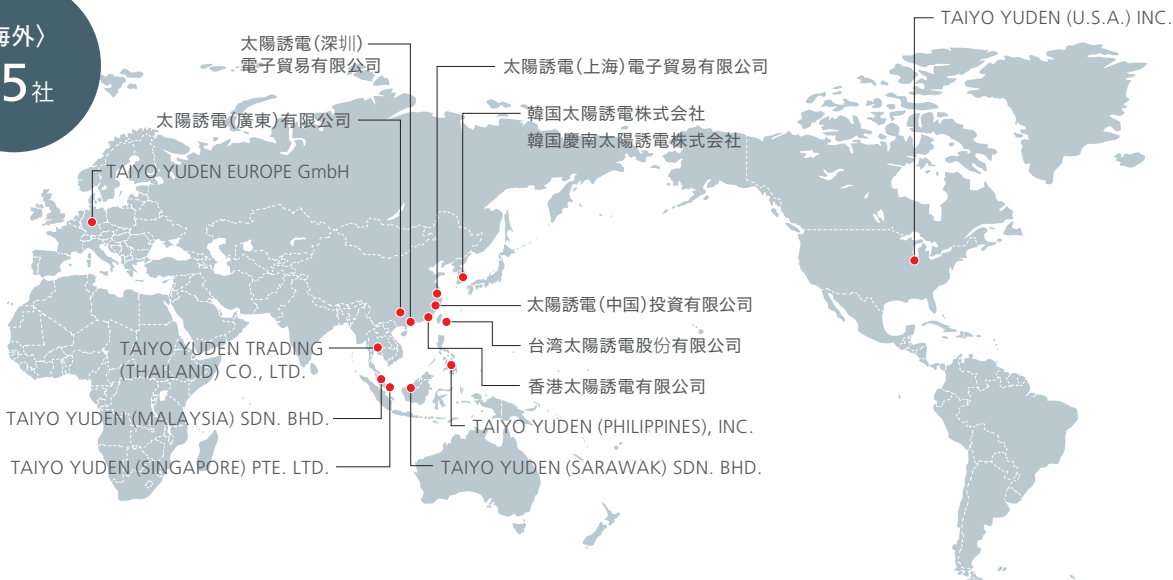 海外〉
5社
TAIYO YUDEN (U.S.A.) INC.
太陽誘電(深圳)
電子貿易有限公司
太陽誘電(上海)電子貿易有限公司
太陽誘電(廣東)有限公司
韓国太陽誘電株式会社
韓国慶南太陽誘電株式会社
TAIYO YUDEN EUROPE GmbH
太陽誘電(中国)投資有限公司
TAIYO YUDEN TRADING
(THAILAND) CO., LTD.
台湾太陽誘電股份有限公司
香港太陽誘電有限公司
TAIYO YUDEN (MALAYSIA) SDN. BHD.
TAIYO YUDEN (PHILIPPINES), INC.
TAIYO YUDEN (SINGAPORE) PTE. LTD.
TAIYO YUDEN (SARAWAK) SDN. BHD.